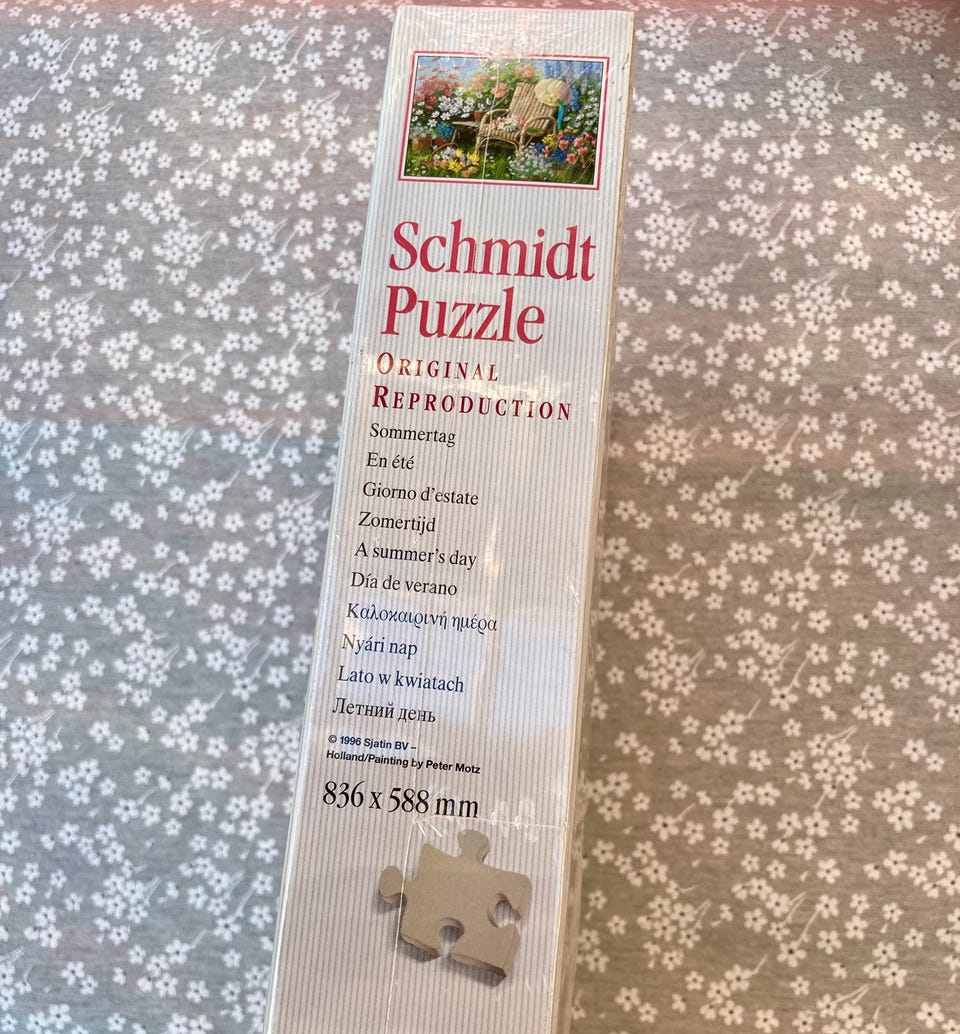 Schmidt
Puzzle
ORIGINAL
REPRODUCTION
Sommertag
En été
Giorno d'estate
Zomertijd
A summer's day
Día de verano
Καλοκαιρινή ημέρα
Nyári nap
Lato w kwiatach
Летний день
© 1996 Sjatin BV –
Holland/Painting by Peter Motz
836 x 588 mm